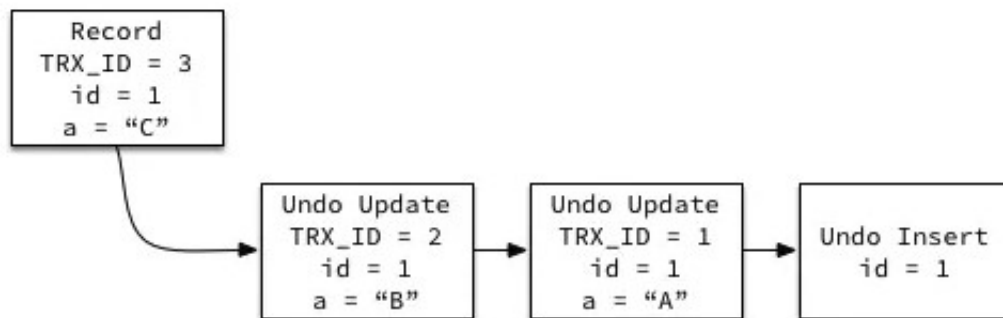 Record
TRX_ID = 3
id = 1
a = “C”
Undo Update
TRX_ID = 2
id = 1
a = “B”
Undo Update
TRX_ID = 1
id = 1
a = “A”
Undo Insert
id = 1